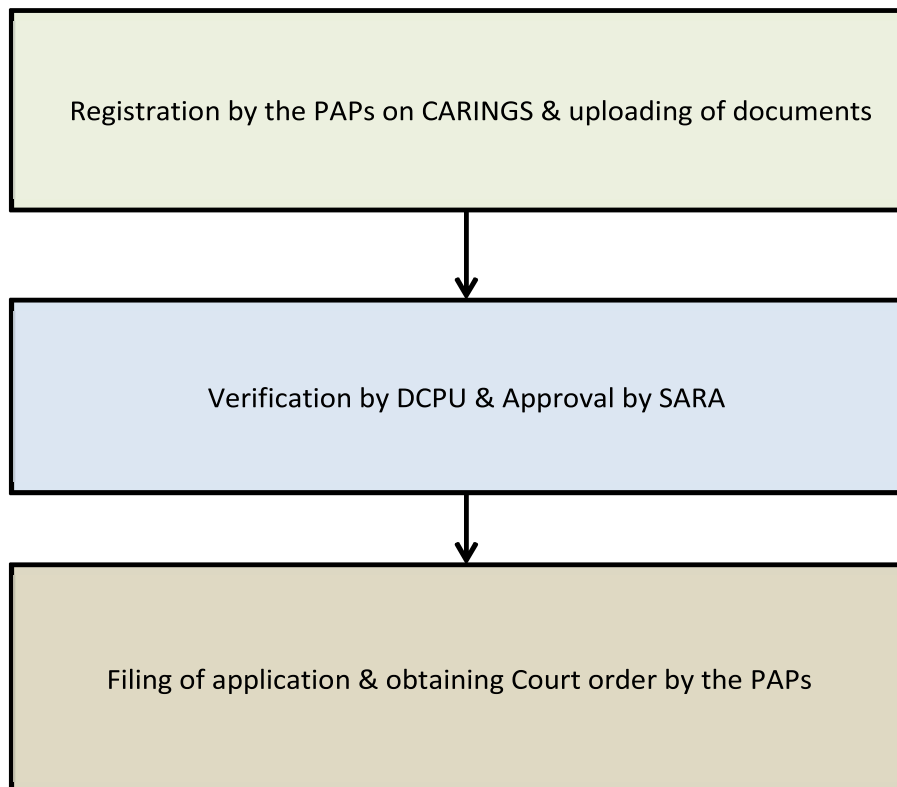 Registration by the PAPs on CARINGS & uploading of documents
Verification by DCPU & Approval by SARA
Filing of application & obtaining Court order by the PAPs